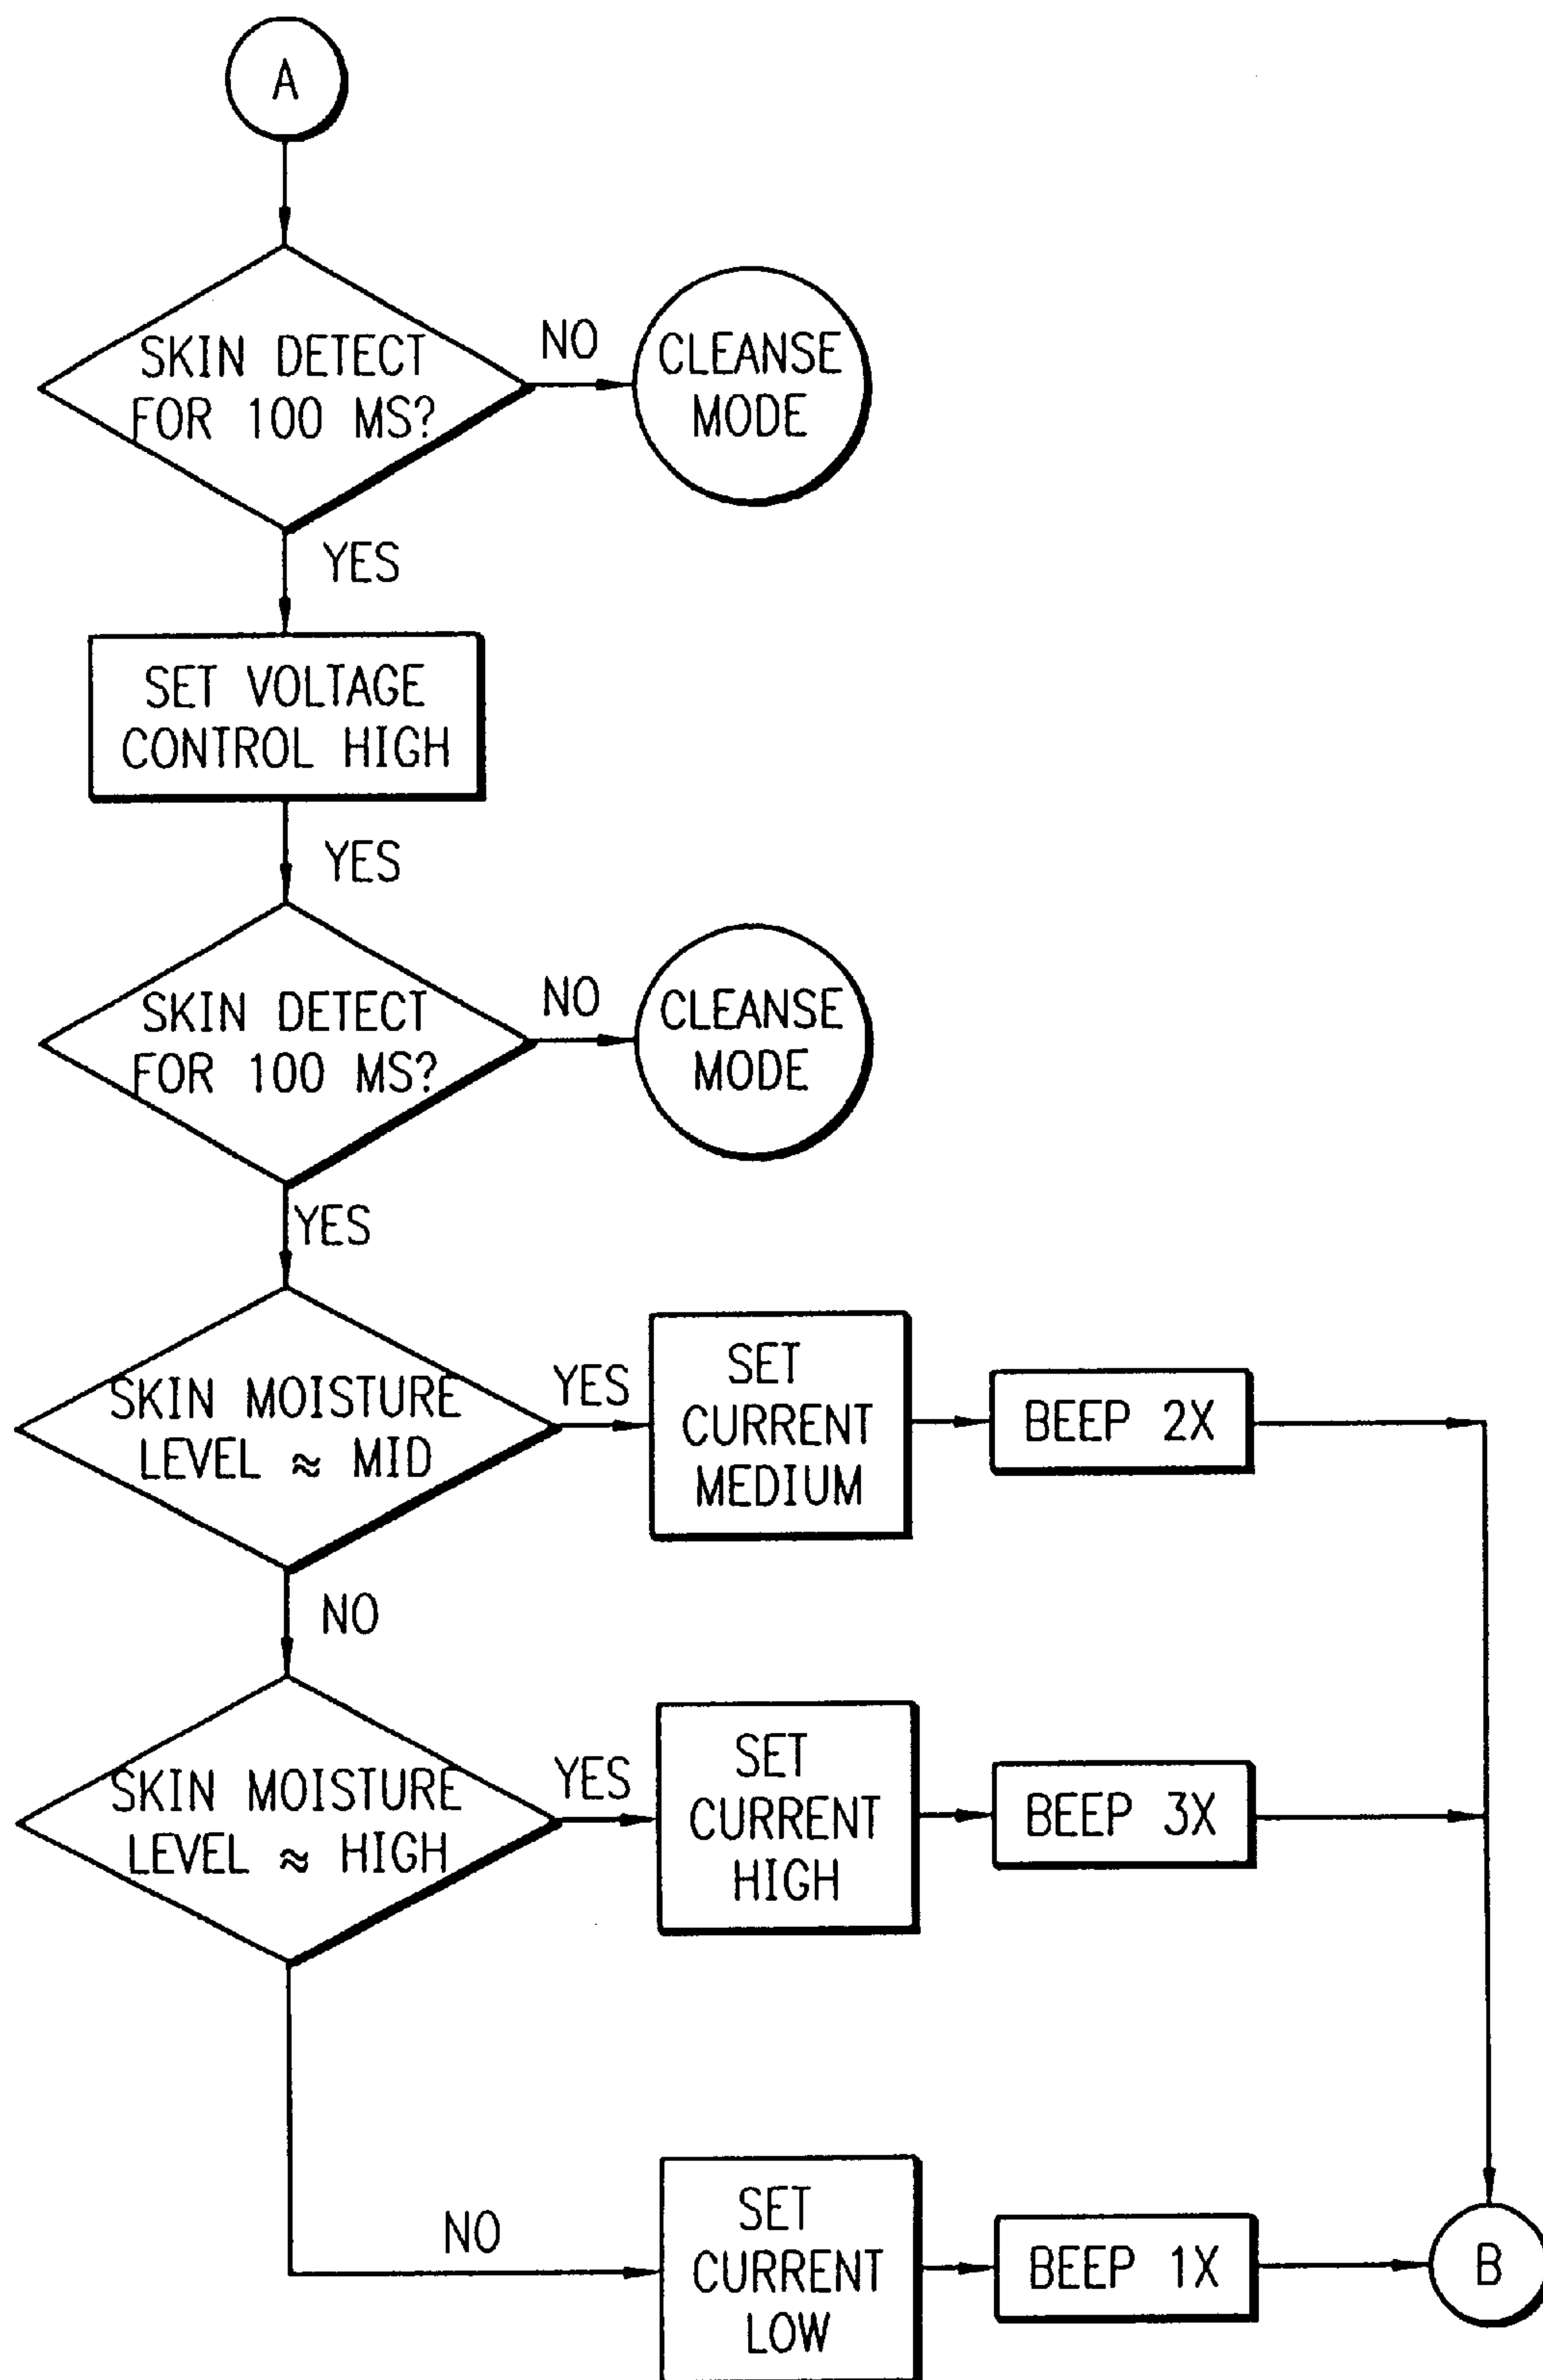 A
SKIN DETECT
FOR 100 MS?
NO
CLEANSE
MODE
YES
SET VOLTAGE
CONTROL HIGH
YES
SKIN DETECT
FOR 100 MS?
NO
CLEANSE
MODE
YES
SKIN MOISTURE
LEVEL ≈ MID
YES
SET
CURRENT
MEDIUM
BEEP 2X
NO
SKIN MOISTURE
LEVEL ≈ HIGH
YES
SET
CURRENT
HIGH
BEEP 3X
NO
SET
CURRENT
LOW
BEEP 1X
B